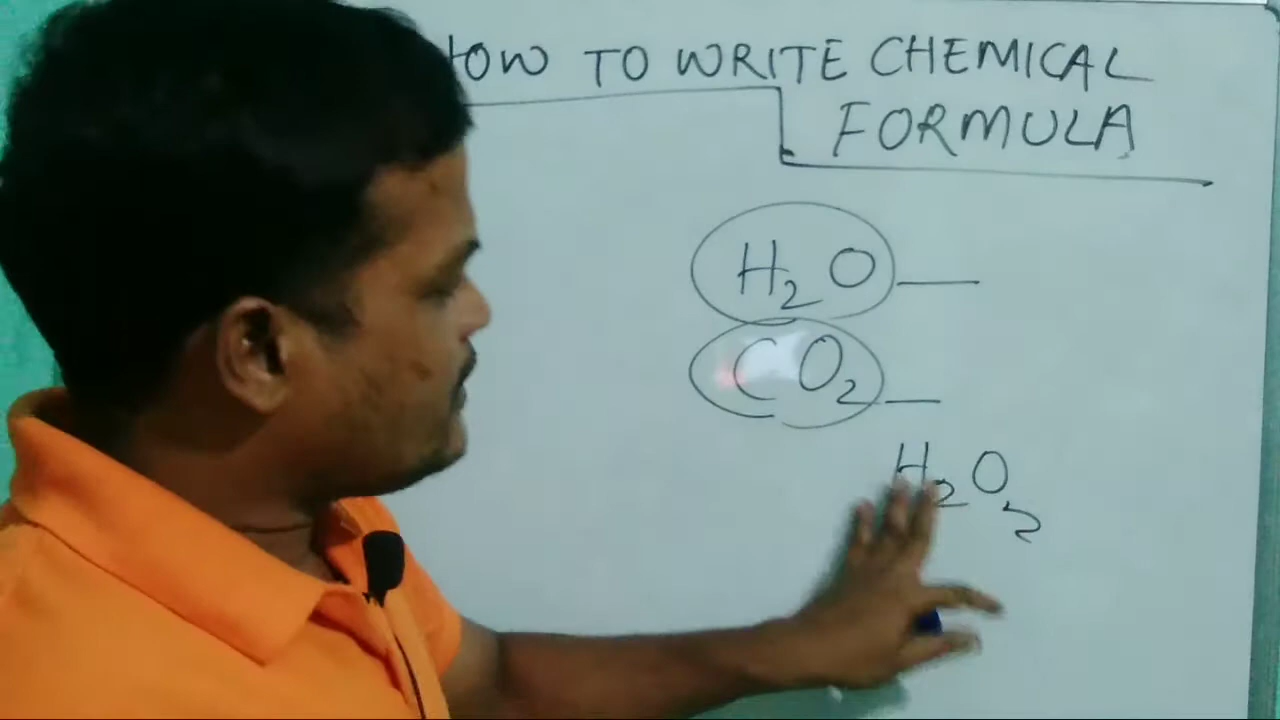 HOW TO WRITE CHEMICAL
FORMULA
H₂O
CO₂
H₂O₂